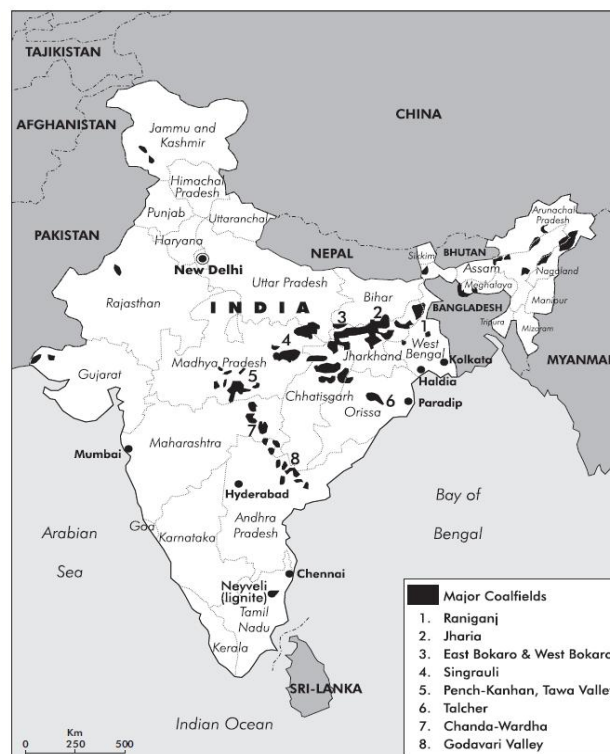 TAJIKISTAN
AFGHANISTAN
Jammu and
Kashmir
CHINA
Himachal
Pradesh
Punjab
Uttaranchal
Haryana
PAKISTAN
New Delhi
NEPAL
Sikkim
BHUTAN
Arunachal
Pradesh
Assam
Nagaland
Meghalaya
Manipur
BANGLADESH
Tripura
Mizoram
Rajasthan
Uttar Pradesh
INDIA
Bihar
3
2
1
4
Jharkhand
West
Bengal
Kolkata
Haldia
MYANMAR
Gujarat
Madhya Pradesh
5
Chhatisgarh
Orissa
6
Paradip
7
Maharashtra
8
Mumbai
Hyderabad
Bay of
Bengal
Arabian
Sea
Goa
Karnataka
Andhra
Pradesh
Chennai
Neyveli
(lignite)
Tamil
Nadu
Kerala
SRI-LANKA
Indian Ocean
Km
0 250 500
Major Coalfields
1. Raniganj
2. Jharia
3. East Bokaro & West Bokaro
4. Singrauli
5. Pench-Kanhan, Tawa Valley
6. Talcher
7. Chanda-Wardha
8. Godavari Valley